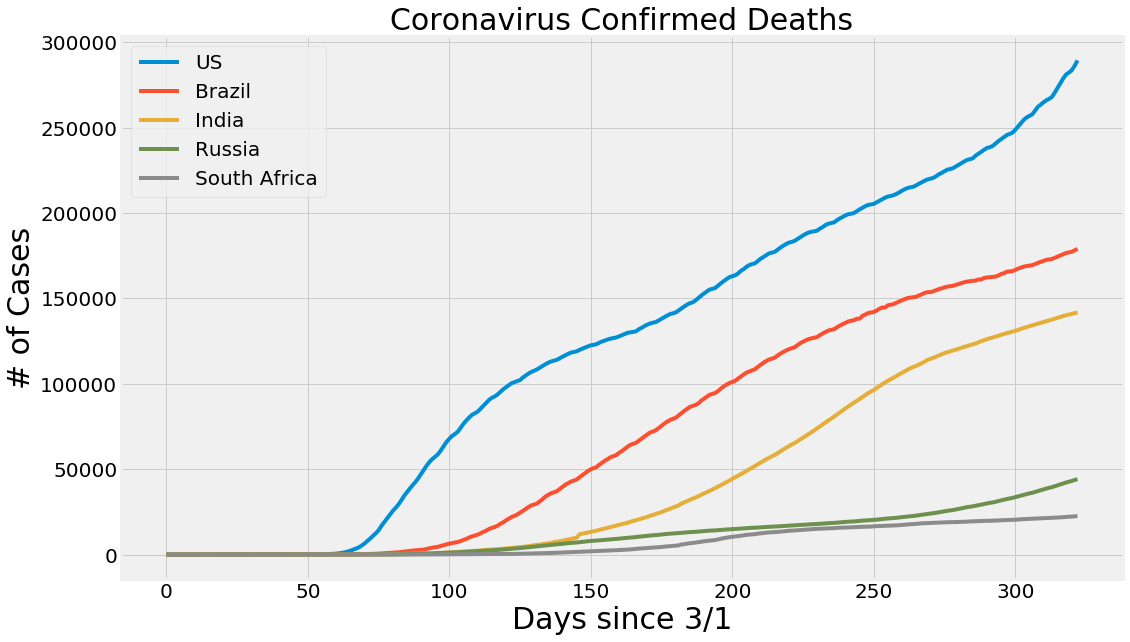 Coronavirus Confirmed Deaths
300000
250000
200000
150000
100000
50000
0
# of Cases
US
Brazil
India
Russia
South Africa
0 50 100 150 200 250 300
Days since 3/1